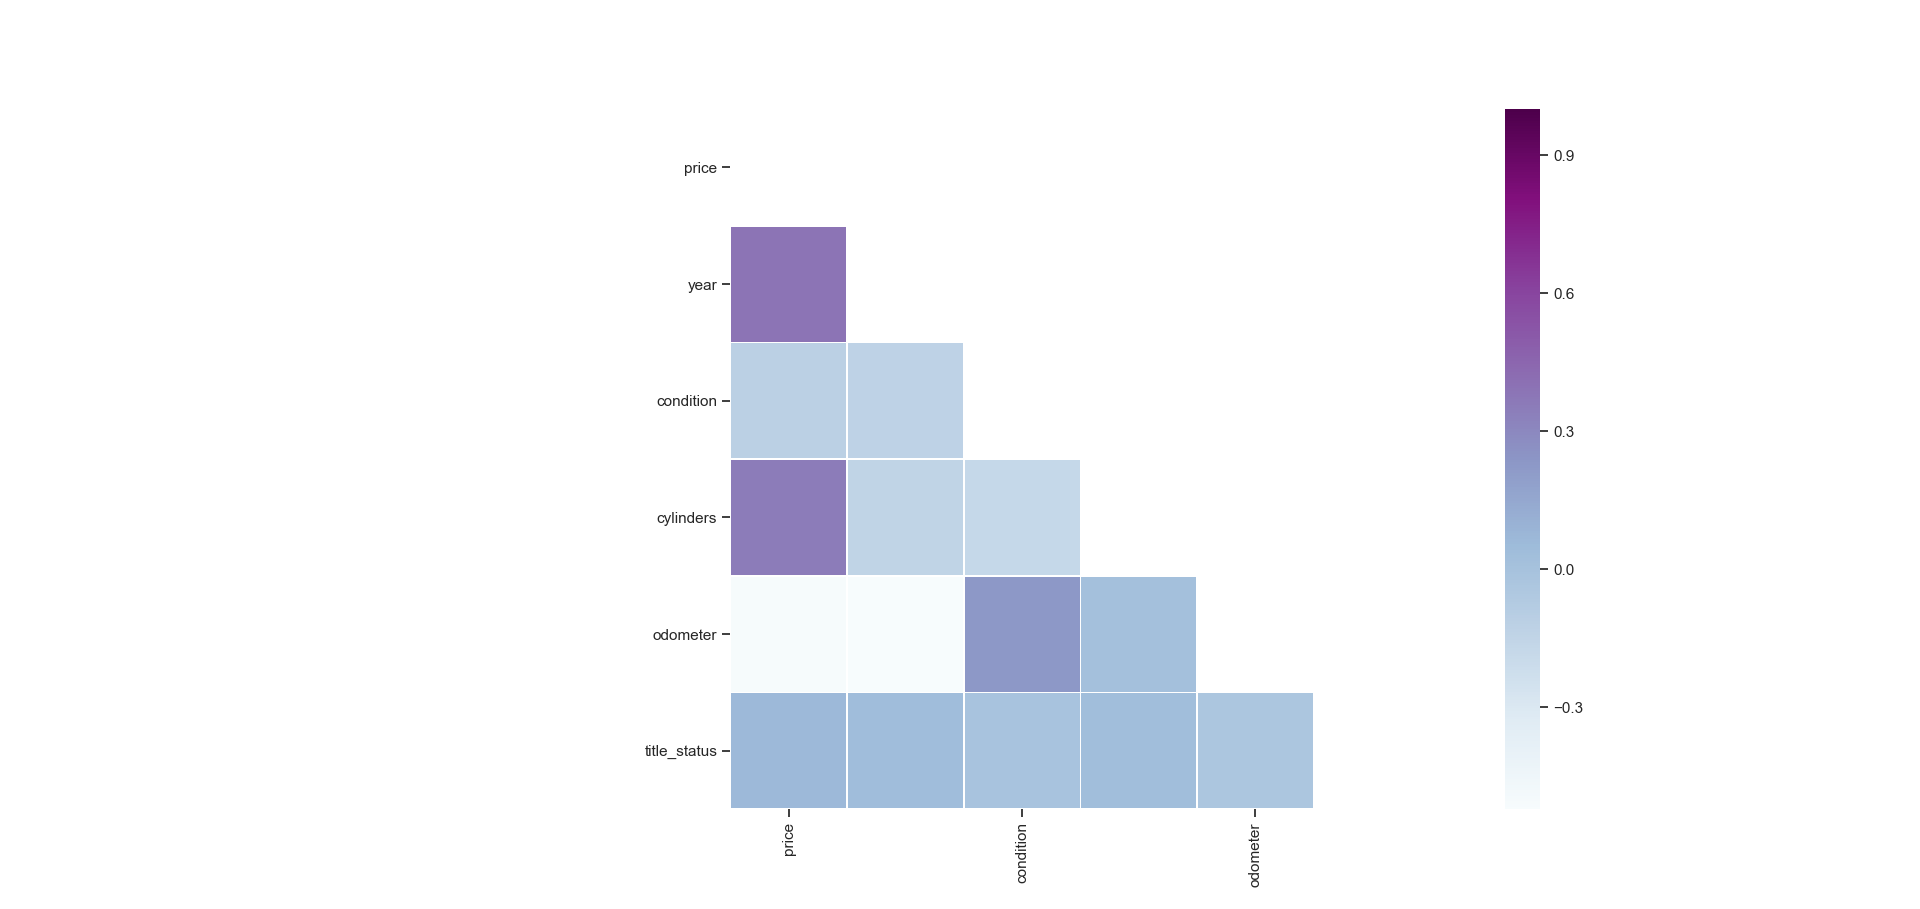 price
year
condition
cylinders
odometer
title_status
price
condition
odometer
0.9
0.6
0.3
0.0
−0.3